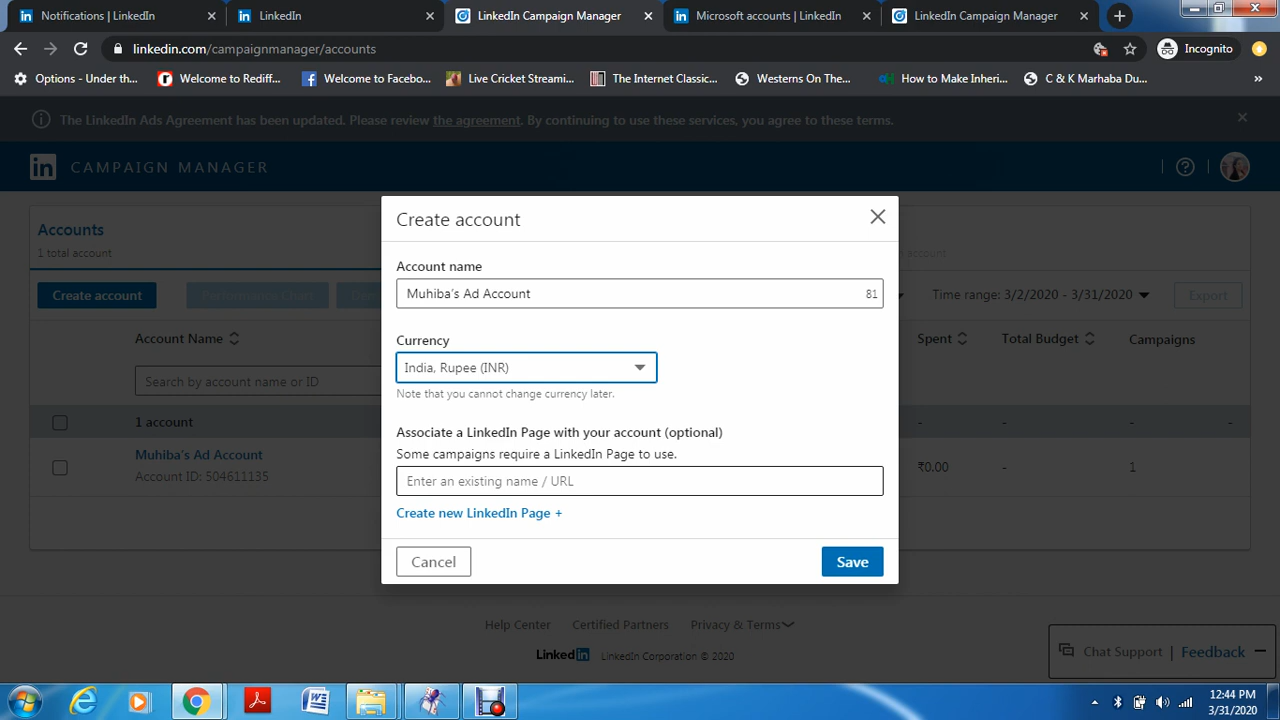 Notifications | LinkedIn
LinkedIn
LinkedIn Campaign Manager
Microsoft accounts | Linkedin
LinkedIn Campaign Manager
linkedin.com/campaignmanager/accounts
Incognito
Options - Under th...
Welcome to Rediff...
Welcome to Facebo...
Live Cricket Streami...
The Internet Classic...
Westerns On The...
How to Make Inheri...
C & K Marhaba Du...
The LinkedIn Ads Agreement has been updated. Please review the agreement. By continuing to use these services, you agree to these terms.
in CAMPAIGN MANAGER
Accounts
1 total account
account
Create account
Performance Chart
Time range: 3/2/2020 - 3/31/2020
Export
Account Name
Spent
Total Budget
Campaigns
Search by account name or ID
1 account
-
-
-
Muhiba's Ad Account
Account ID: 504611135
₹0.00
-
1
Create account
Account name
Muhiba's Ad Account
81
Currency
India, Rupee (INR)
Note that you cannot change currency later.
Associate a LinkedIn Page with your account (optional)
Some campaigns require a LinkedIn Page to use.
Enter an existing name / URL
Create new LinkedIn Page +
Cancel
Save
Help Center
Certified Partners
Privacy & Terms
LinkedIn
LinkedIn Corporation © 2020
Chat Support | Feedback
12:44 PM
3/31/2020